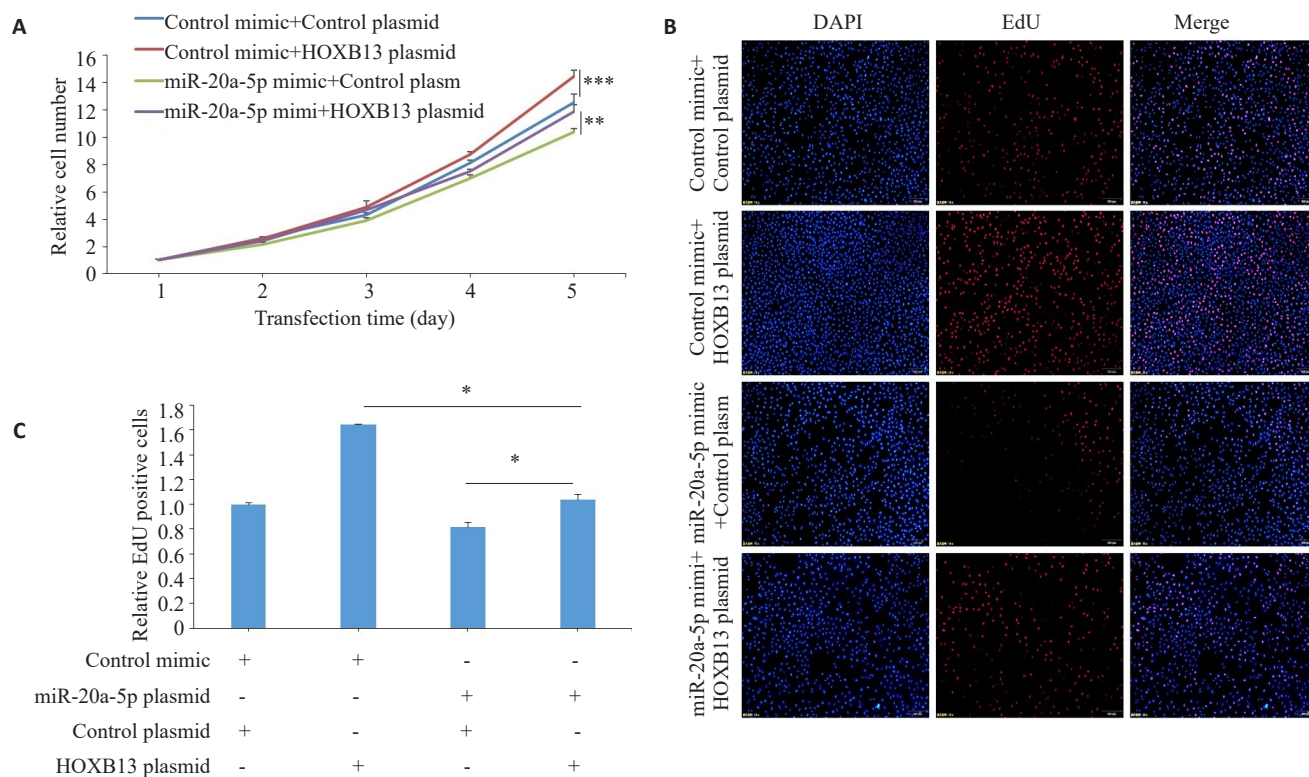 A
Control mimic+Control plasmid
Control mimic+HOXB13 plasmid
miR-20a-5p mimic+Control plasm
miR-20a-5p mimi+HOXB13 plasmid
Relative cell number
16
14
12
10
8
6
4
2
0
***
**
1 2 3 4 5
Transfection time (day)
B
DAPI EdU Merge
Control mimic+
Control plasmid
Control mimic+
HOXB13 plasmid
miR-20a-5p mimic
+Control plasm
miR-20a-5p mimi+
HOXB13 plasmid
C
Relative EdU positive cells
1.8
1.6
1.4
1.2
1.0
0.8
0.6
0.4
0.2
0
*
*
Control mimic + + - -
miR-20a-5p plasmid - - + +
Control plasmid + - + -
HOXB13 plasmid - + - +